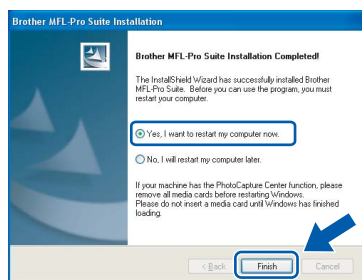 Brother MFL-Pro Suite Installation
Brother MFL-Pro Suite Installation Completed!
The InstallShield Wizard has successfully installed Brother
MFL-Pro Suite. Before you can use the program, you must
restart your computer.
Yes, I want to restart my computer now.
No, I will restart my computer later.
If your machine has the PhotoCapture Center function, please
remove all media cards before restarting Windows.
Please do not insert a media card until Windows has finished
loading.
< Back
Finish
Cancel